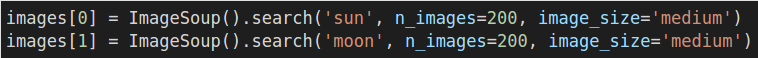 images[0] = ImageSoup().search('sun', n_images=200, image_size='medium')
images[1] = ImageSoup().search('moon', n_images=200, image_size='medium')